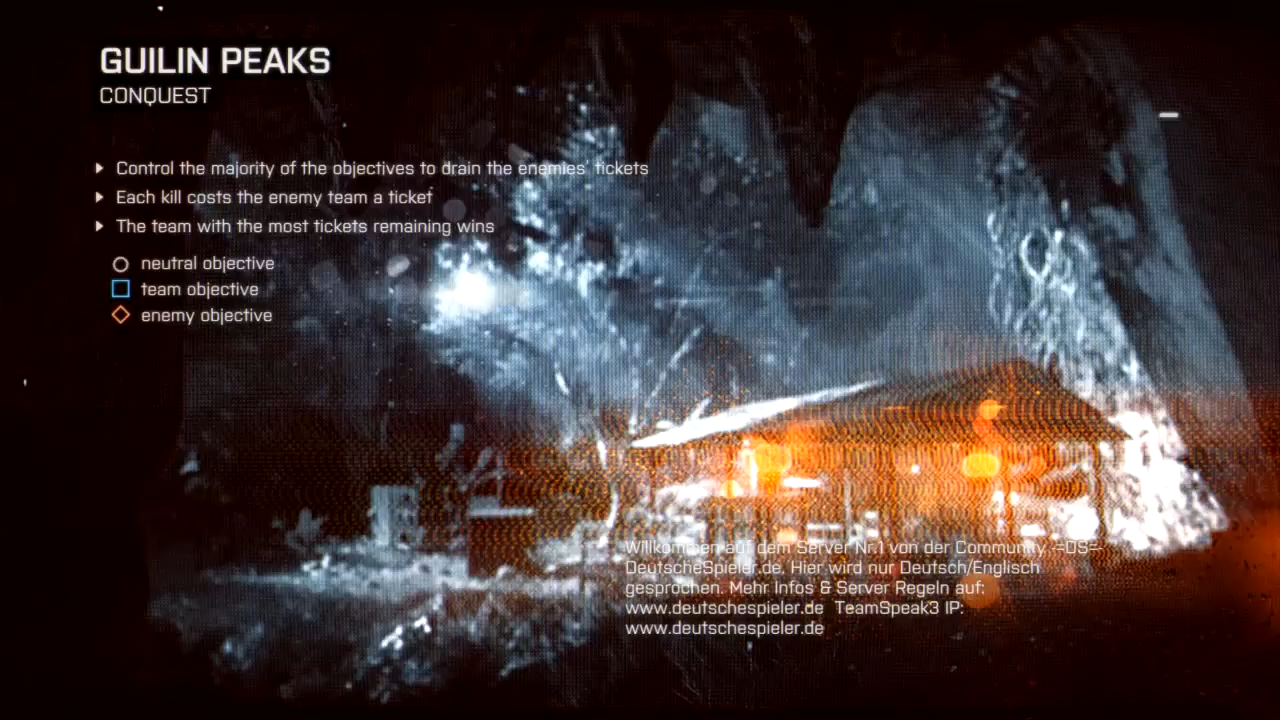 GUILIN PEAKS
CONQUEST
Control the majority of the objectives to drain the enemies' tickets
Each kill costs the enemy team a ticket
The team with the most tickets remaining wins
neutral objective
team objective
enemy objective
Willkommen auf dem Server Nr.1 von der Community -=DS=-
DeutscheSpieler.de. Hier wird nur Deutsch/Englisch
gesprochen. Mehr Infos & Server Regeln auf:
www.deutschespieler.de TeamSpeak3 IP:
www.deutschespieler.de